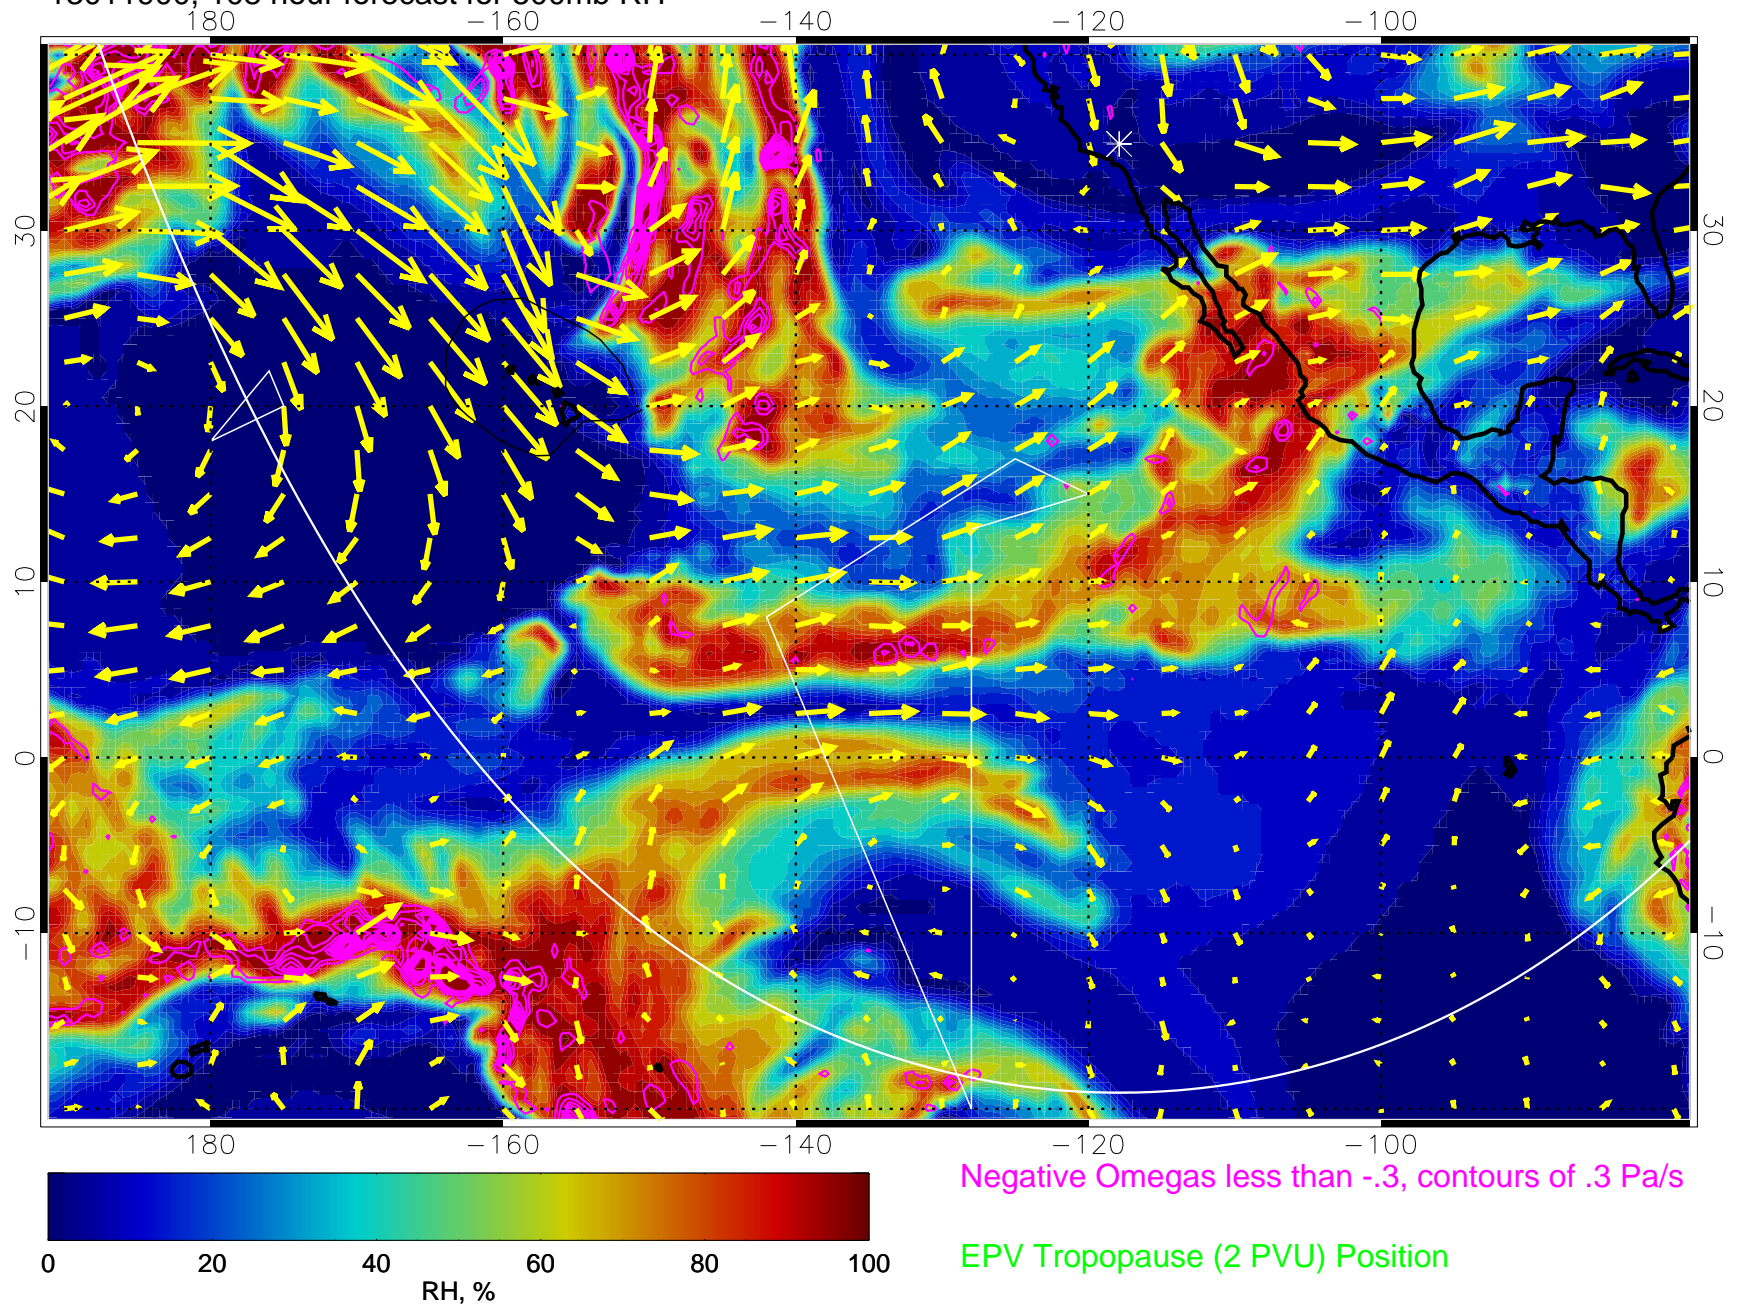 180 -160 -140 -120 -100
30 30
20 20
10 10
0 0
-10 -10
180 -160 -140 -120 -100
Negative Omegas less than -.3, contours of .3 Pa/s
0 20 40 60 80 100
RH, %
EPV Tropopause (2 PVU) Position